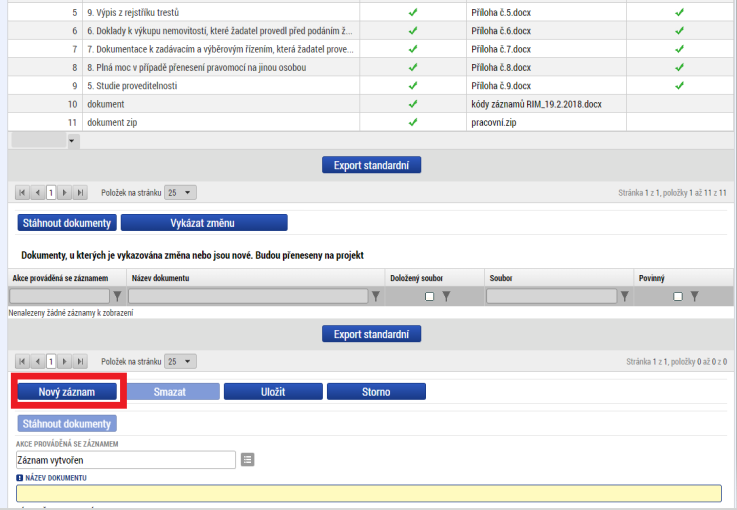 5 9. Výpis z rejstříku trestů Příloha č.5.docx
6 6. Doklady k výkupu nemovitostí, které žadatel provedl před podáním ž... Příloha č.6.docx
7 7. Dokumentace k zadávacím a výběrovým řízením, která žadatel prove... Příloha č.7.docx
8 8. Plná moc v případě přenesení pravomocí na jinou osobou Příloha č.8.docx
9 5. Studie proveditelnosti Příloha č.9.docx
10 dokument kódy záznamů RIM_19.2.2018.docx
11 dokument zip pracovní.zip
Export standardní
1 Položek na stránku 25 Stránka 1 z 1, položky 1 až 11 z 11
Stáhnout dokumenty Vykázat změnu
Dokumenty, u kterých je vykazována změna nebo jsou nové. Budou přeneseny na projekt
Akce prováděná se záznamem Název dokumentu Doložený soubor Soubor Povinný
Nenalezeny žádné záznamy k zobrazení
Export standardní
1 Položek na stránku 25 Stránka 1 z 1, položky 0 až 0 z 0
Nový záznam Smazat Uložit Storno
Stáhnout dokumenty
AKCE PROVÁDĚNÁ SE ZÁZNAMEM
Záznam vytvořen
NÁZEV DOKUMENTU